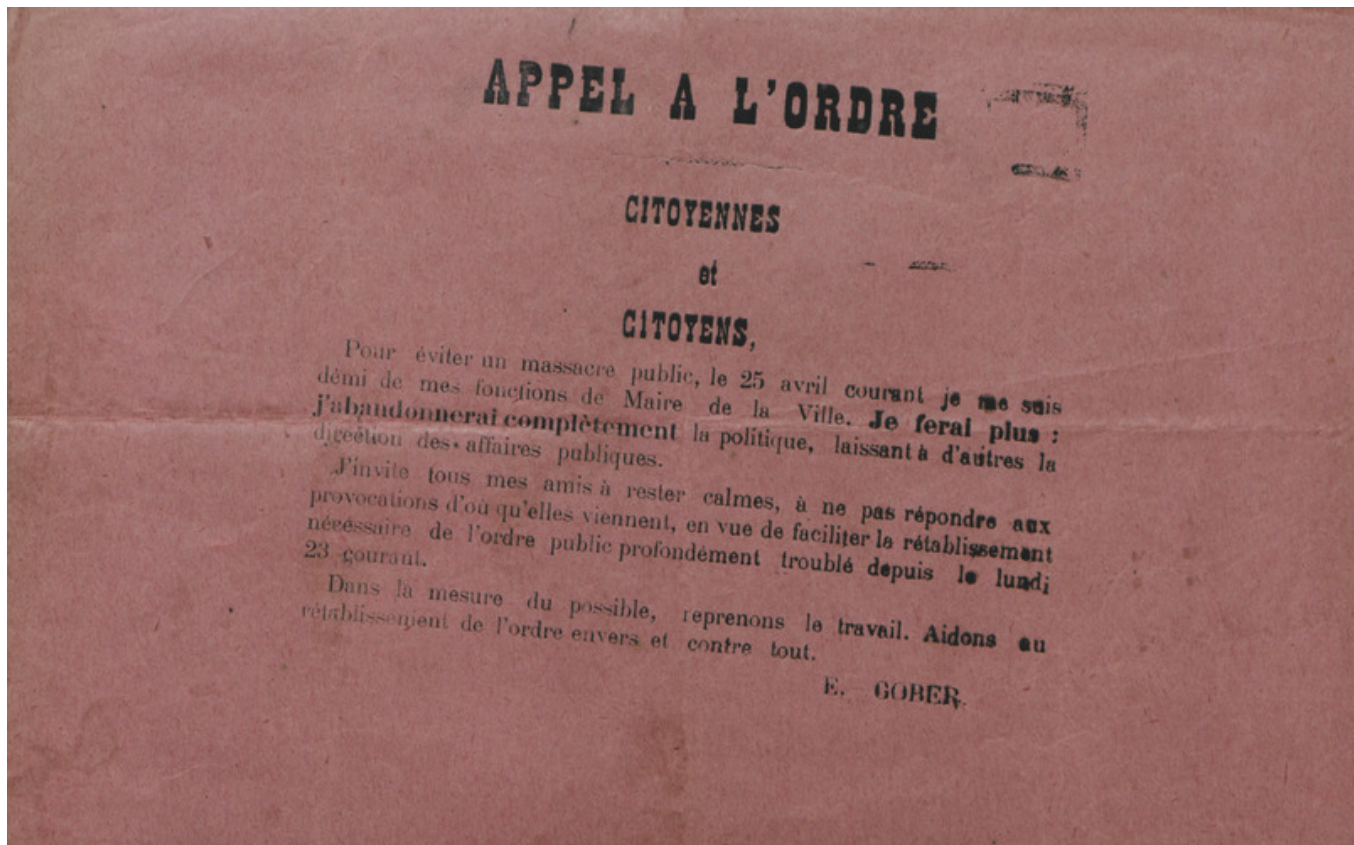 APPEL A L'ORDRE
CITOYENNES
et
CITOYENS,
Pour éviter un massacre public, le 25 avril courant je me suis
démi de mes fonctions de Maire de la Ville. Je ferai plus :
j'abandonnerai complètement la politique, laissant à d'autres la
direction des affaires publiques.
J'invite tous mes amis à rester calmes, à ne pas répondre aux
provocations d'où qu'elles viennent, en vue de faciliter le rétablissement
nécéssaire de l'ordre public profondément troublé depuis le lundi
23 courant.
Dans la mesure du possible, reprenons le travail. Aidons au
rétablissement de l'ordre envers et contre tout.
E. GOBER.